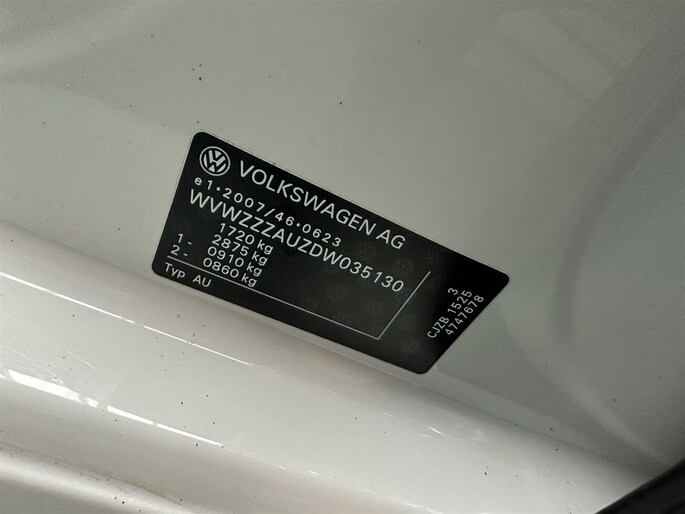 VOLKSWAGEN AG
e1*2007/46*0623
WVWZZZAUZDW035130
1720 kg
2875 kg
1- 0910 kg
2- 0860 kg
Typ AU
3
CJZB 1525
4747678